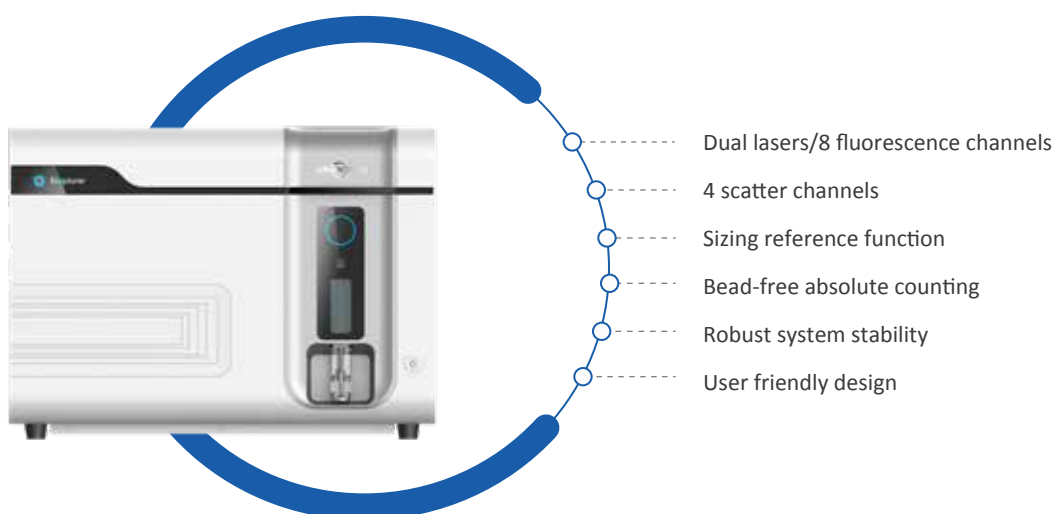 Dual lasers/8 fluorescence channels
4 scatter channels
Sizing reference function
Bead-free absolute counting
Robust system stability
User friendly design